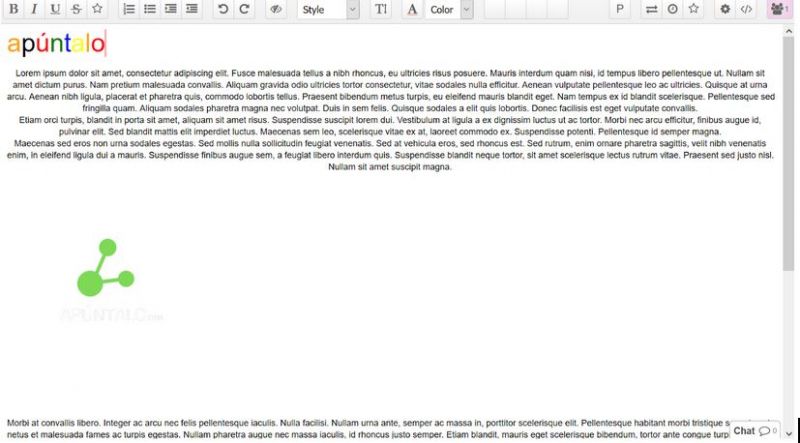 B I U S Style TI A Color P 1
apúntalo
Lorem ipsum dolor sit amet, consectetur adipiscing elit. Fusce malesuada tellus a nibh rhoncus, eu ultricies risus posuere. Mauris interdum quam nisi, id tempus libero pellentesque ut. Nullam sit
amet dictum purus. Nam pretium malesuada convallis. Aliquam gravida odio ultricies tortor consectetur, vitae sodales nulla efficitur. Aenean vulputate pellentesque leo ac ultricies. Quisque at urna
arcu. Aenean nibh ligula, placerat et pharetra quis, commodo lobortis tellus. Praesent bibendum metus turpis, eu eleifend mauris blandit eget. Nam tempus ex id blandit scelerisque. Pellentesque sed
fringilla quam. Aliquam sodales pharetra magna nec volutpat. Duis in sem felis. Quisque sodales a elit quis lobortis. Donec facilisis est eget vulputate convallis.
Etiam orci turpis, blandit in porta sit amet, aliquam sit amet risus. Suspendisse suscipit lorem dui. Vestibulum at ligula a ex dignissim luctus ut ac tortor. Morbi nec arcu efficitur, finibus augue id,
pulvinar elit. Sed blandit mattis elit imperdiet luctus. Maecenas sem leo, scelerisque vitae ex at, laoreet commodo ex. Suspendisse potenti. Pellentesque id semper magna.
Maecenas sed eros non urna sodales egestas. Sed mollis nulla sollicitudin feugiat venenatis. Sed at vehicula eros, sed rhoncus est. Sed rutrum, enim ornare pharetra sagittis, velit nibh venenatis
enim, in eleifend ligula dui a mauris. Suspendisse finibus augue sem, a feugiat libero interdum quis. Suspendisse blandit neque tortor, sit amet scelerisque lectus rutrum vitae. Praesent sed justo nisl.
Nullam sit amet suscipit magna.
APÚNTALO.com
Morbi at convallis libero. Integer ac arcu nec felis pellentesque iaculis. Nulla facilisi. Nullam urna ante, semper ac massa in, porttitor scelerisque elit. Pellentesque habitant morbi tristique
netus et malesuada fames ac turpis egestas. Nullam pharetra augue nec massa iaculis, id rhoncus justo semper. Etiam blandit, mauris eget scelerisque bibendum, tortor ante congue
Chat 0